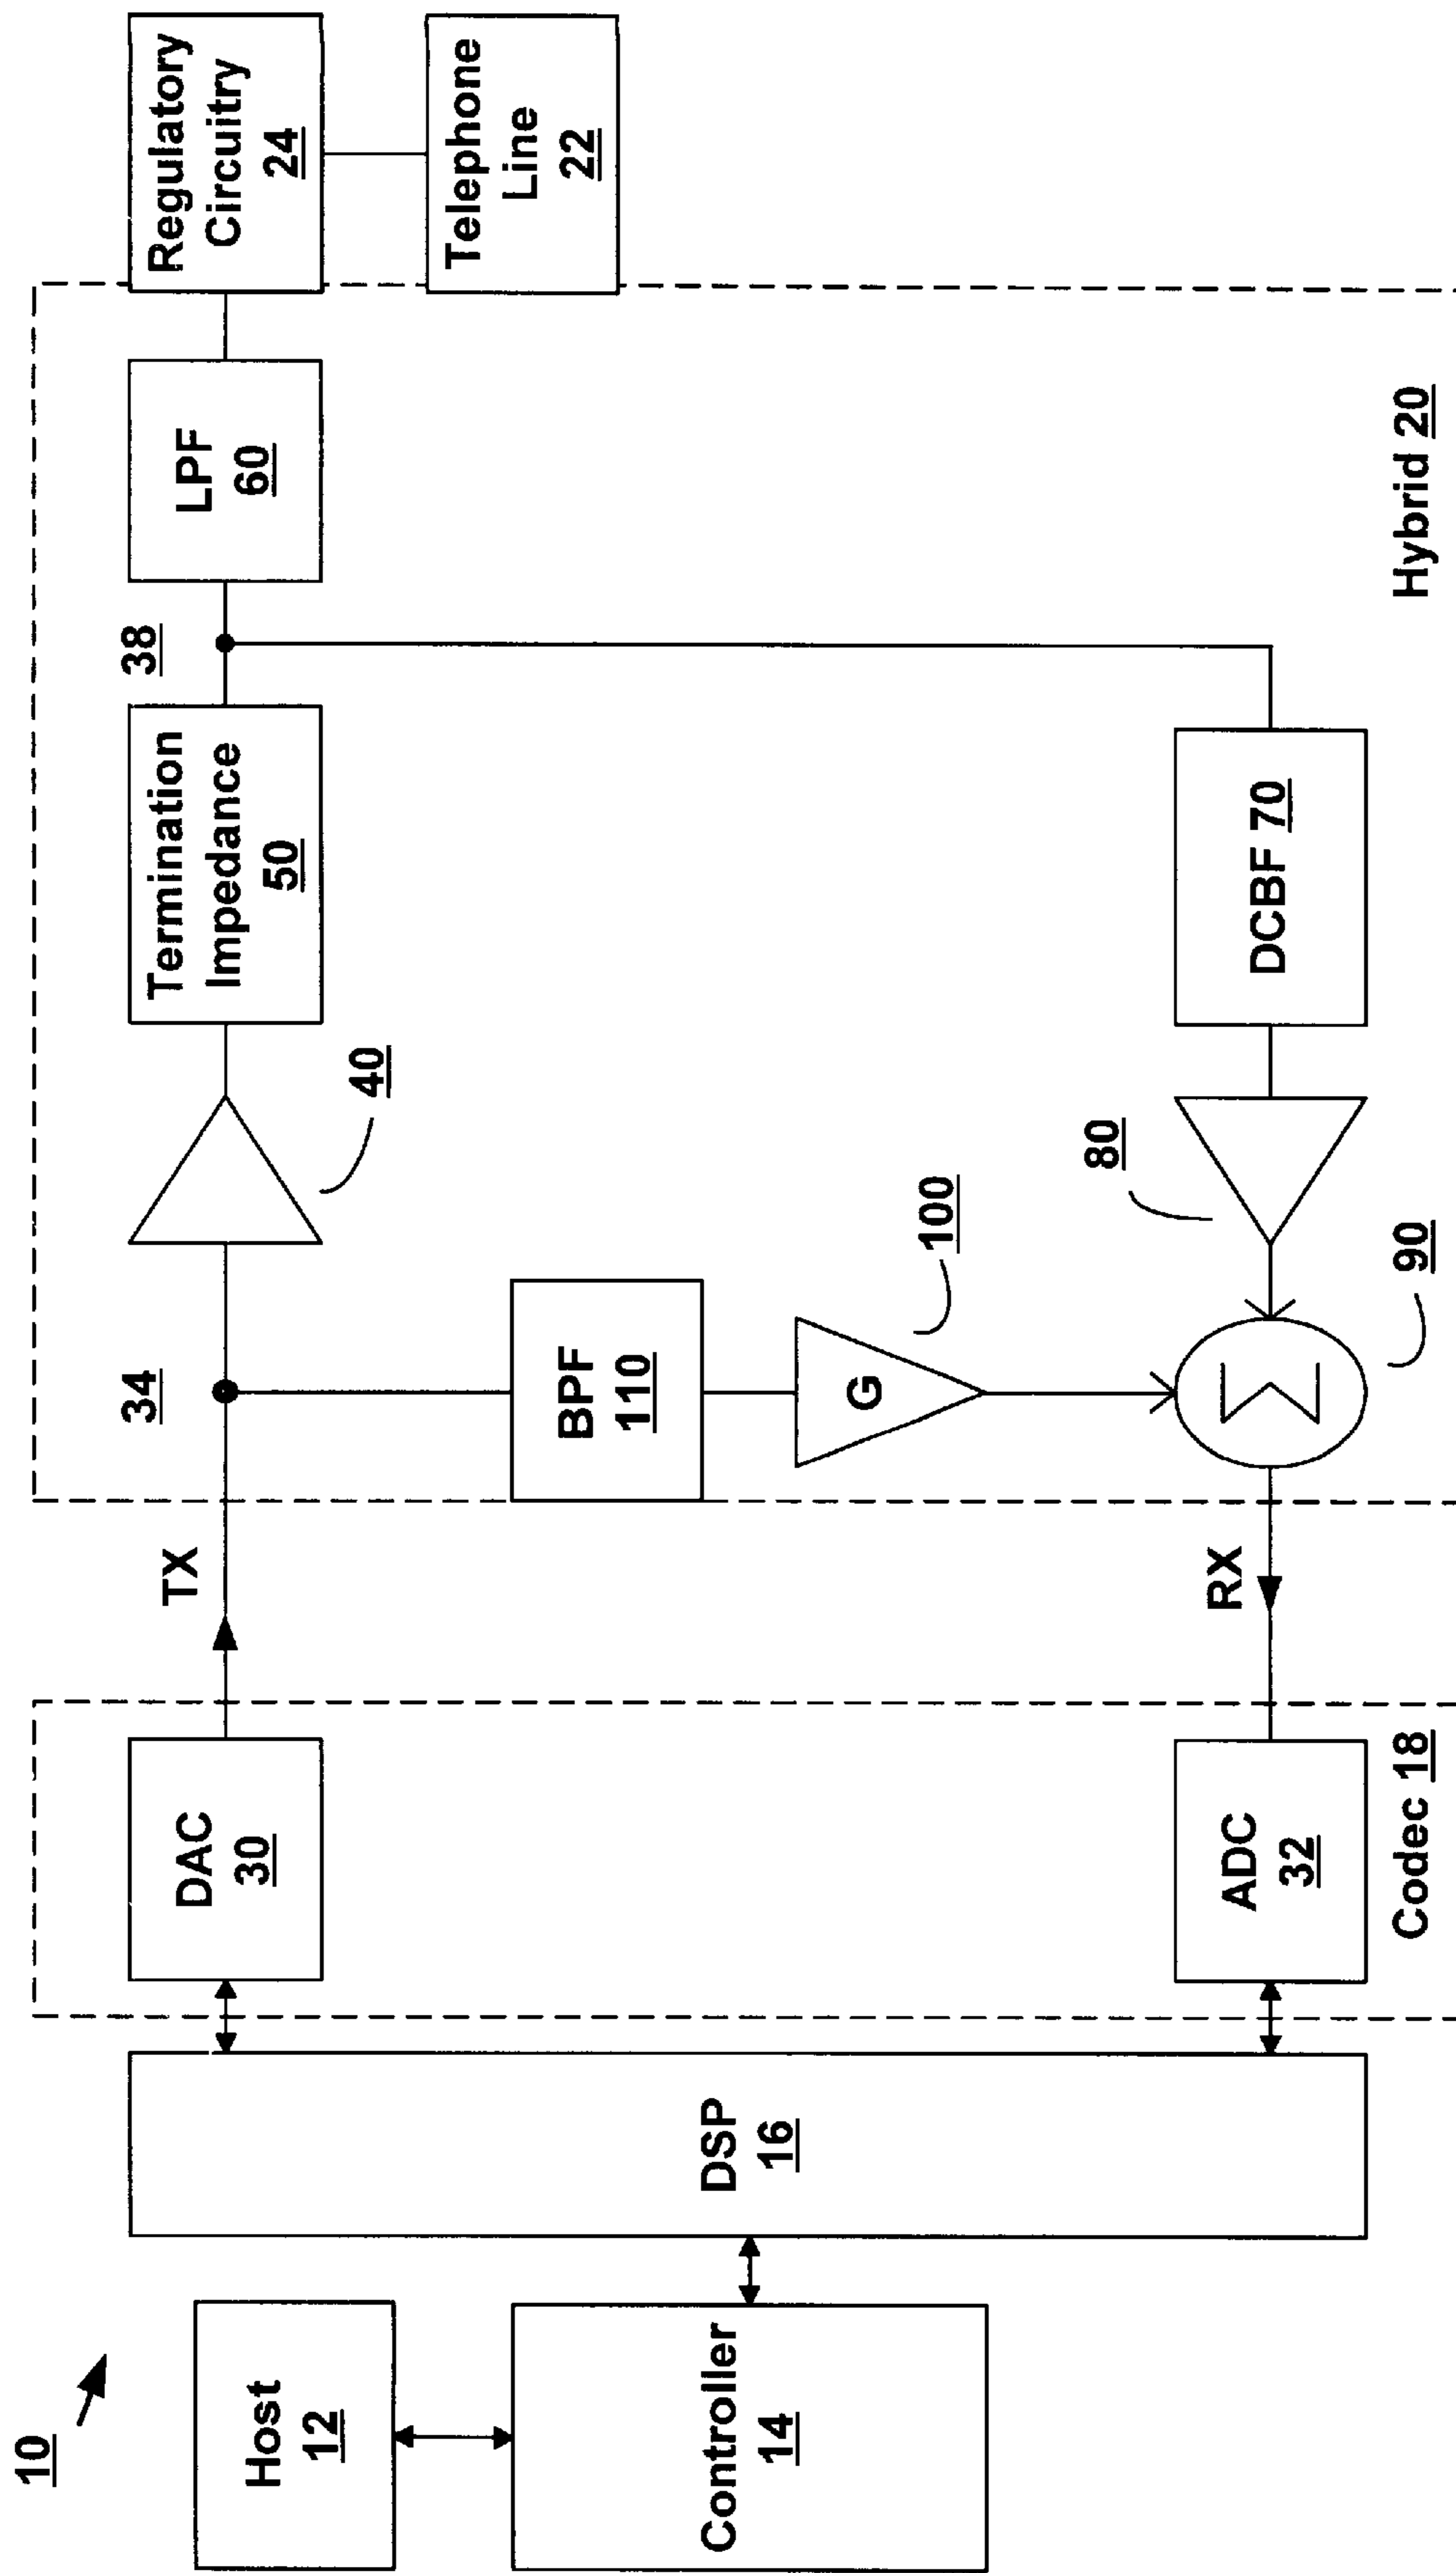 10
Host
12
Controller
14
DSP
16
DAC
30
ADC
32
Codec 18
TX
RX
34
BPF
110
G
100
40
80
90
Σ
Termination
Impedance
50
38
DCBF 70
LPF
60
Hybrid 20
Regulatory
Circuitry
24
Telephone
Line
22